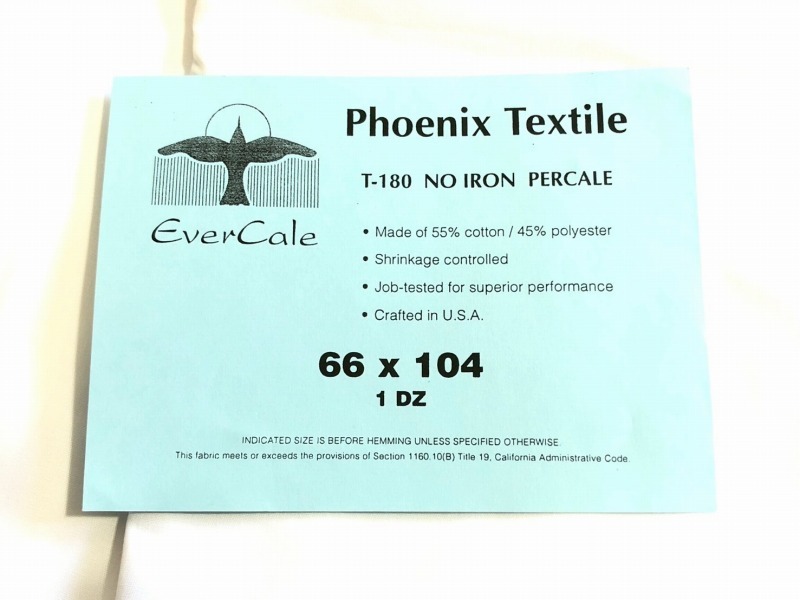 Phoenix Textile
T-180 NO IRON PERCALE
EverCale
• Made of 55% cotton / 45% polyester
• Shrinkage controlled
• Job-tested for superior performance
• Crafted in U.S.A.
66 x 104
1 DZ
INDICATED SIZE IS BEFORE HEMMING UNLESS SPECIFIED OTHERWISE.
This fabric meets or exceeds the provisions of Section 1160.10(B) Title 19, California Administrative Code.